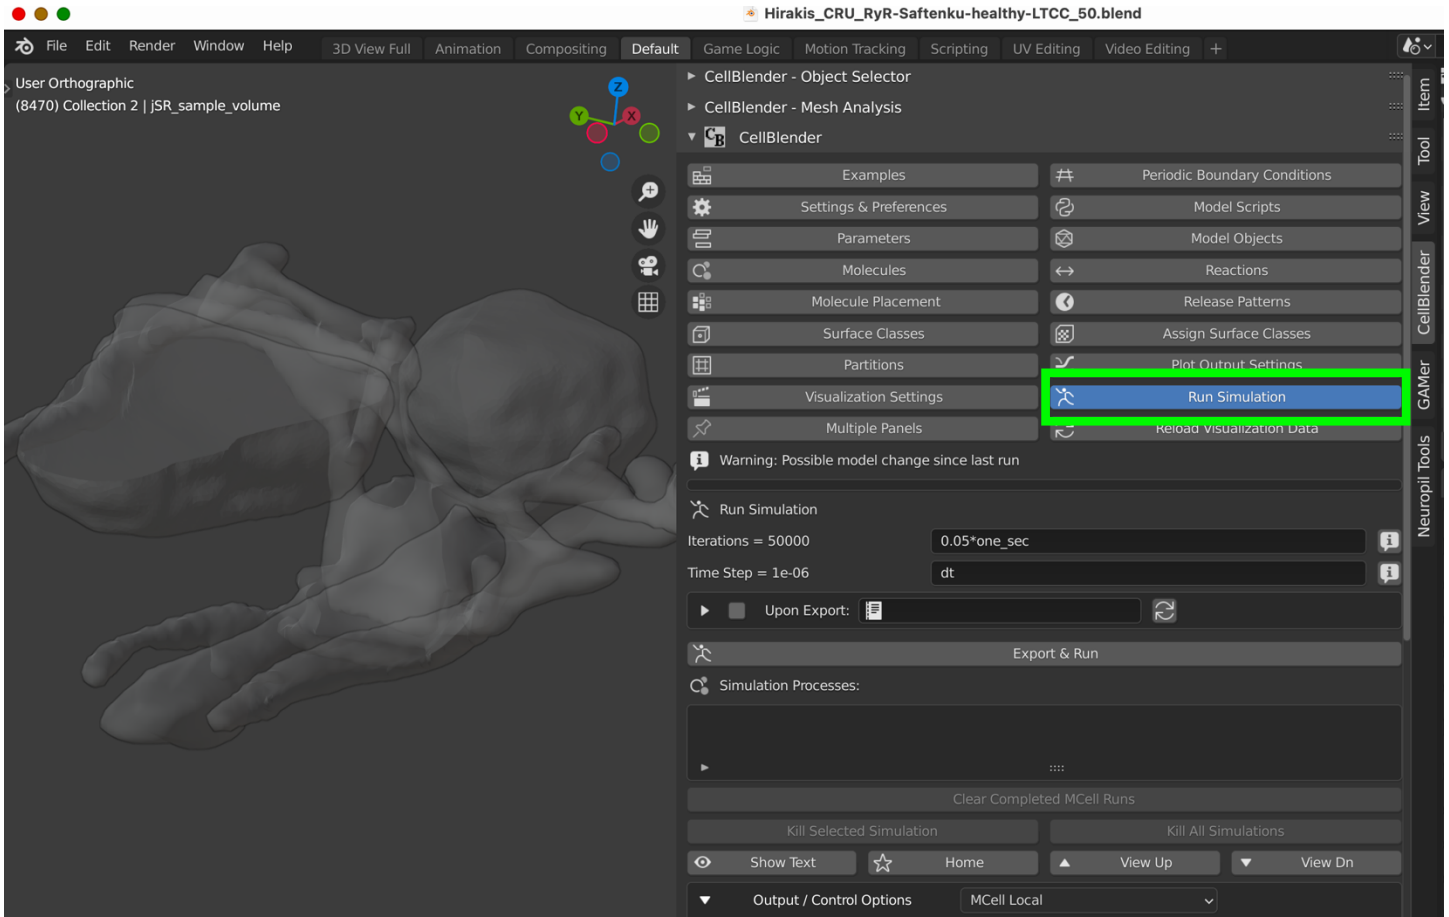 Hirakis_CRU_RyR-Saftenku-healthy-LTCC_50.blend
File Edit Render Window Help 3D View Full Animation Compositing Default Game Logic Motion Tracking Scripting UV Editing Video Editing +
User Orthographic
(8470) Collection 2 | jSR_sample_volume
Z
Y
X
CellBlender - Object Selector
CellBlender - Mesh Analysis
CB CellBlender
Examples Periodic Boundary Conditions
Settings & Preferences Model Scripts
Parameters Model Objects
Molecules Reactions
Molecule Placement Release Patterns
Surface Classes Assign Surface Classes
Partitions Plot Output Settings
Visualization Settings Run Simulation
Multiple Panels Reload Visualization Data
Warning: Possible model change since last run
Run Simulation
Iterations = 50000 0.05*one_sec
Time Step = 1e-06 dt
Upon Export:
Export & Run
Simulation Processes:
Clear Completed MCell Runs
Kill Selected Simulation Kill All Simulations
Show Text Home View Up View Dn
Output / Control Options MCell Local
Item
Tool
View
CellBlender
GAMer
Neuropil Tools